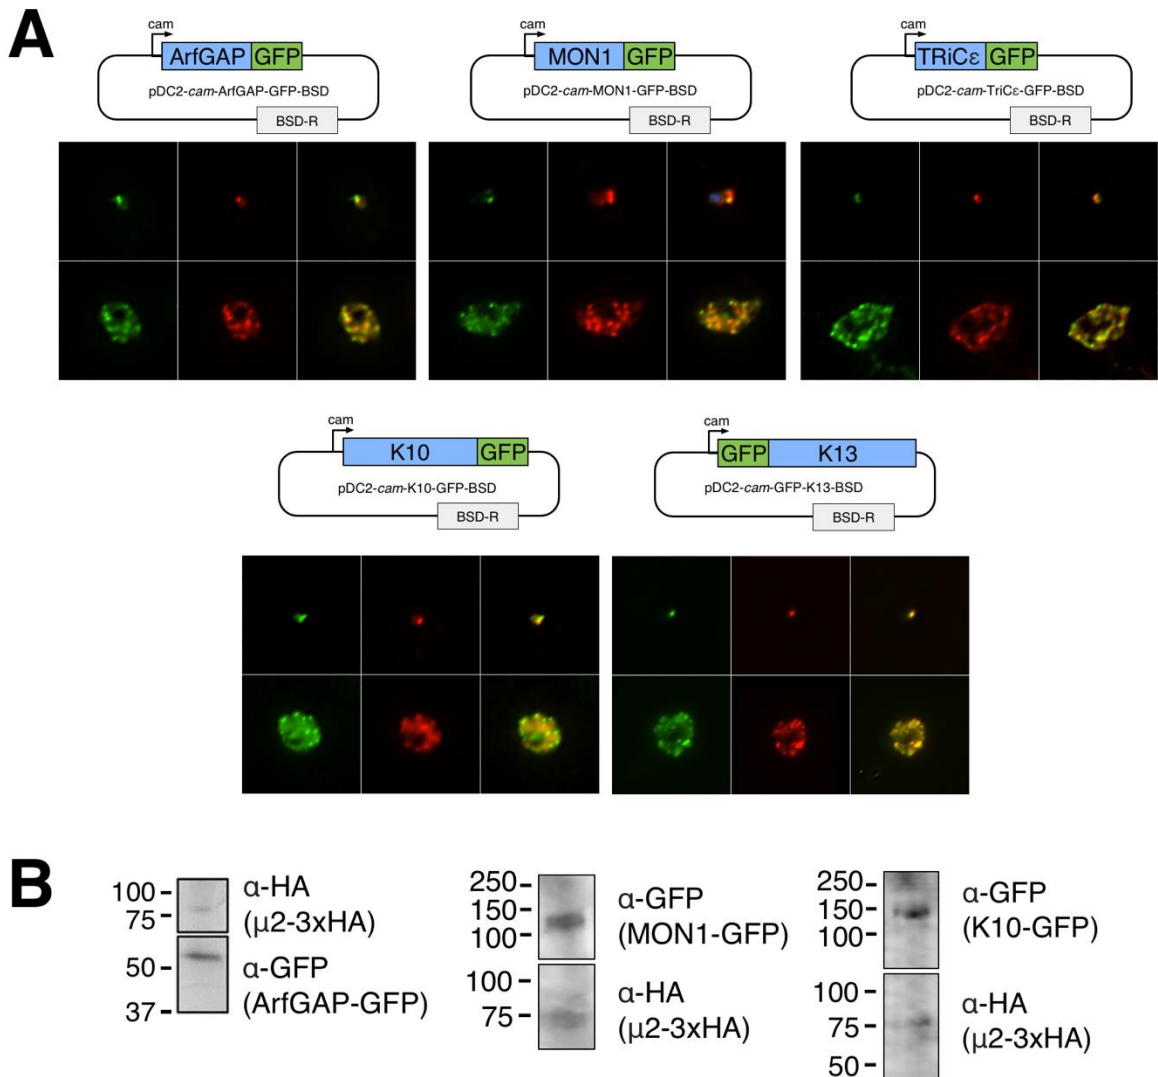 A
cam
ArfGAP GFP
pDC2-cam-ArfGAP-GFP-BSD
BSD-R
cam
MON1 GFP
pDC2-cam-MON1-GFP-BSD
BSD-R
cam
TRiCε GFP
pDC2-cam-TriCε-GFP-BSD
BSD-R
cam
K10 GFP
pDC2-cam-K10-GFP-BSD
BSD-R
cam
GFP K13
pDC2-cam-GFP-K13-BSD
BSD-R
B
100
75
α-HA
(μ2-3xHA)
50
37
α-GFP
(ArfGAP-GFP)
250
150
100
α-GFP
(MON1-GFP)
100
75
α-HA
(μ2-3xHA)
250
150
100
α-GFP
(K10-GFP)
100
75
50
α-HA
(μ2-3xHA)